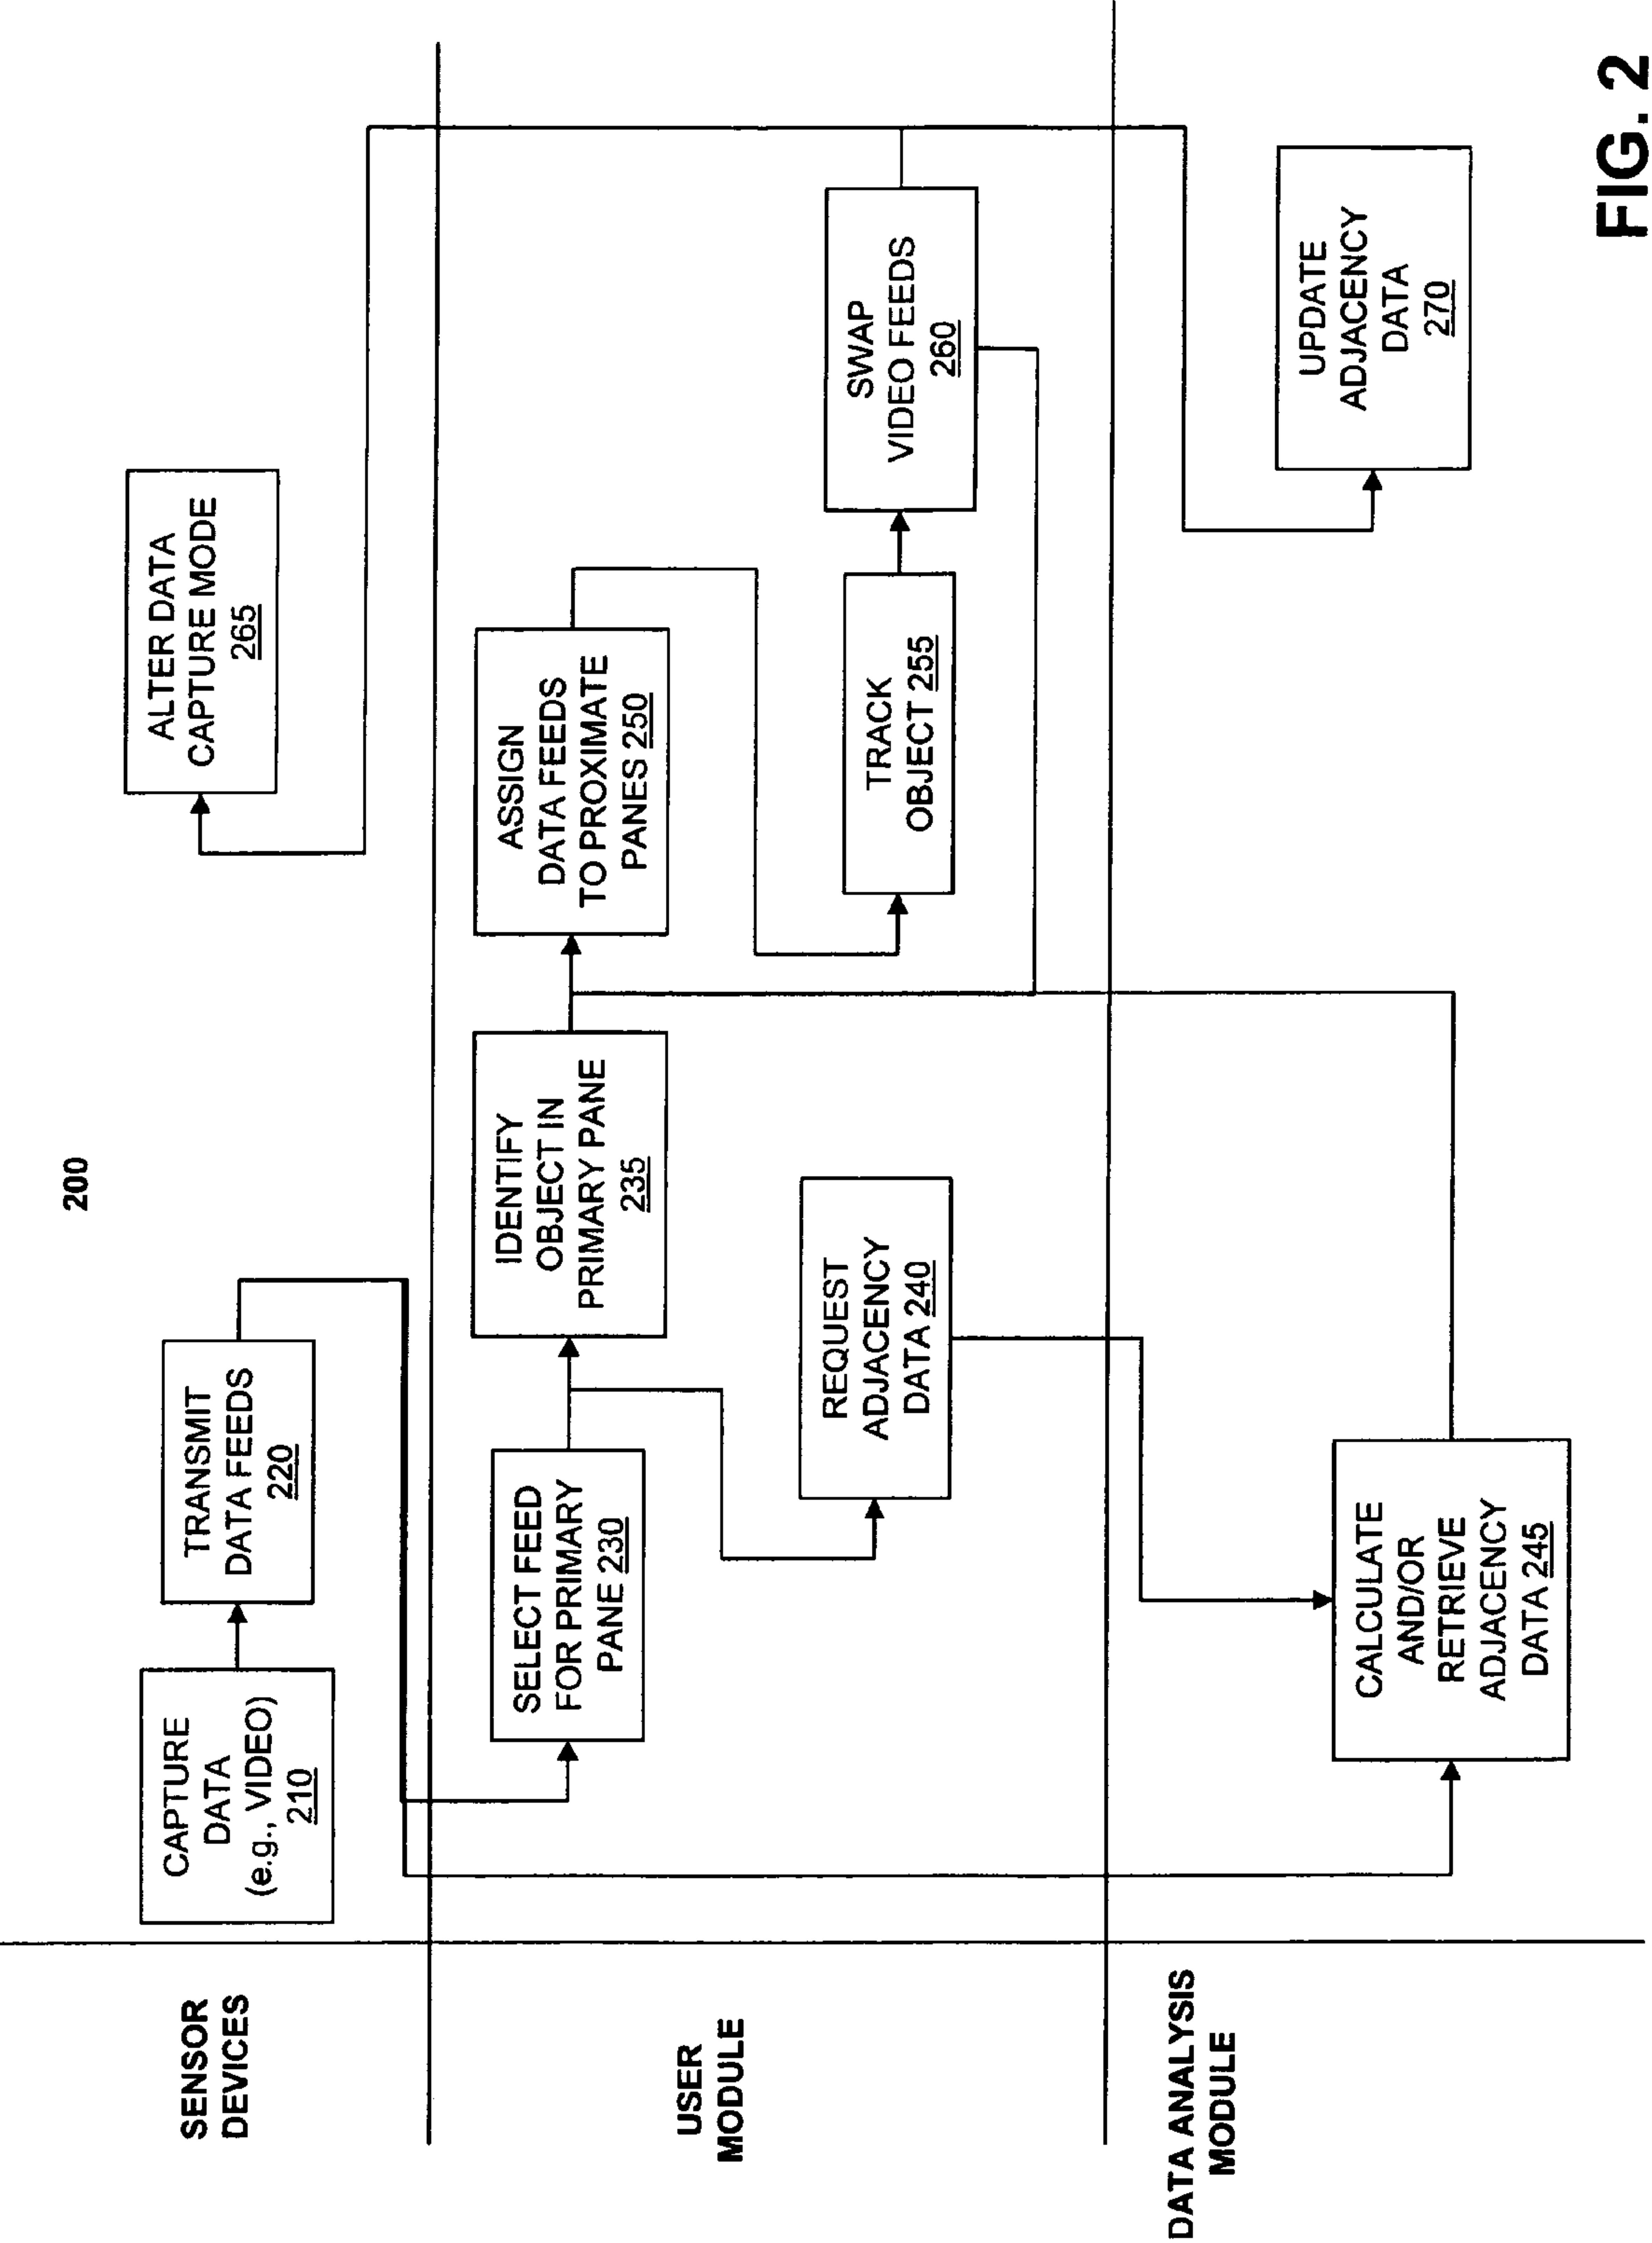 200
SENSOR
DEVICES
CAPTURE
DATA
(e.g., VIDEO)
210
TRANSMIT
DATA FEEDS
220
ALTER DATA
CAPTURE MODE
265
USER
MODULE
SELECT FEED
FOR PRIMARY
PANE 230
IDENTIFY
OBJECT IN
PRIMARY PANE
235
ASSIGN
DATA FEEDS
TO PROXIMATE
PANES 250
REQUEST
ADJACENCY
DATA 240
TRACK
OBJECT 255
SWAP
VIDEO FEEDS
260
DATA ANALYSIS
MODULE
CALCULATE
AND/OR
RETRIEVE
ADJACENCY
DATA 245
UPDATE
ADJACENCY
DATA
270
FIG. 2